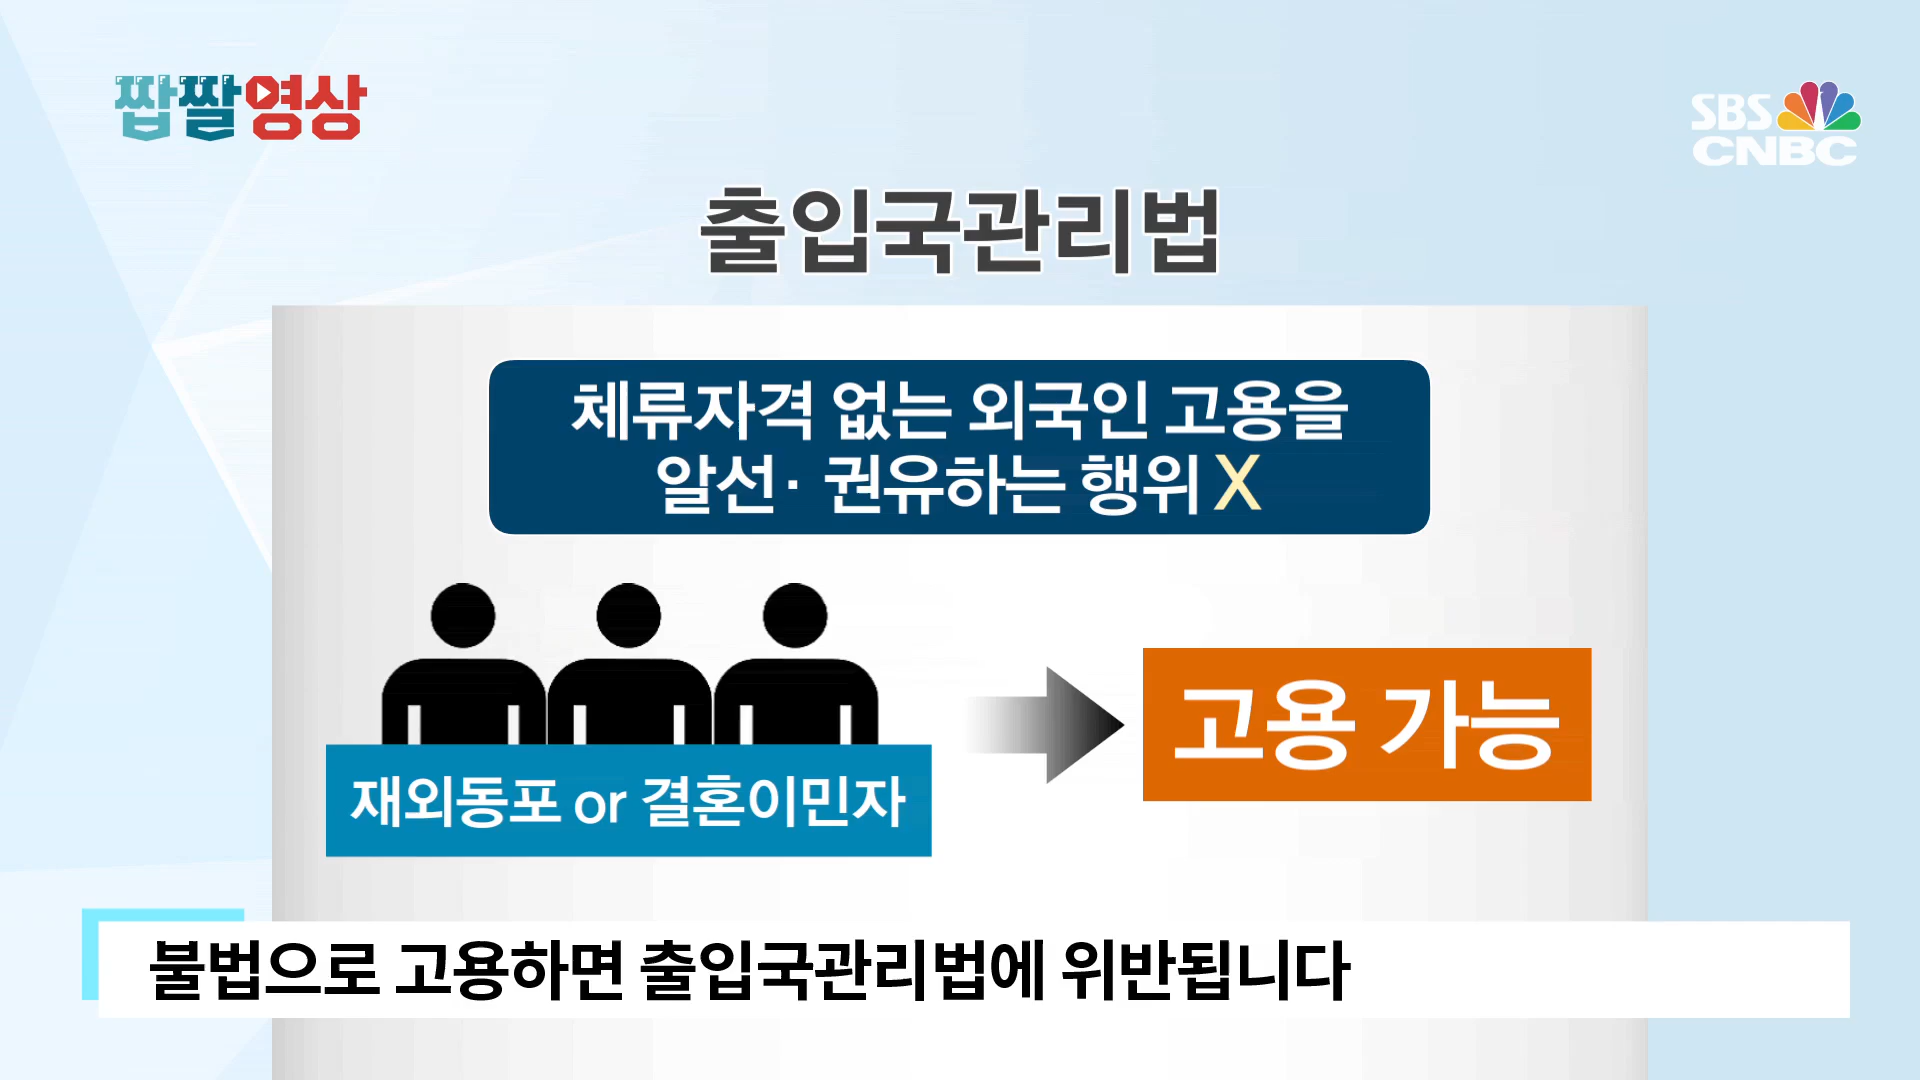 짭짤영상
SBS
CNBC
출입국관리법
체류자격 없는 외국인 고용을
알선· 권유하는 행위 X
재외동포 or 결혼이민자
고용 가능
불법으로 고용하면 출입국관리법에 위반됩니다